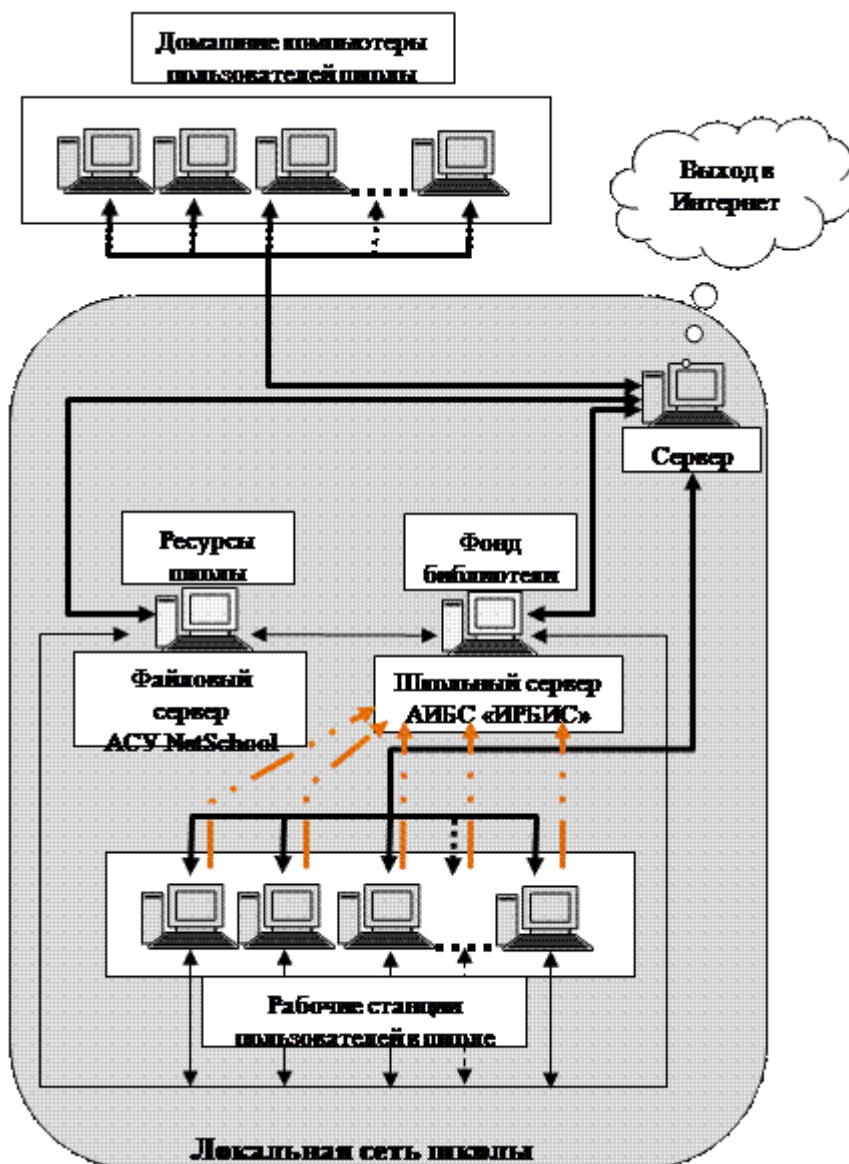 Домашние компьютеры
пользователей школы
Выход в
Интернет
Сервер
Ресурсы
школы
Фонд
библиотеки
Файловый
сервер
АСУ NetSchool
Школьный сервер
АИБС «ИРБИС»
Рабочие станции
пользователей в школе
Локальная сеть школы